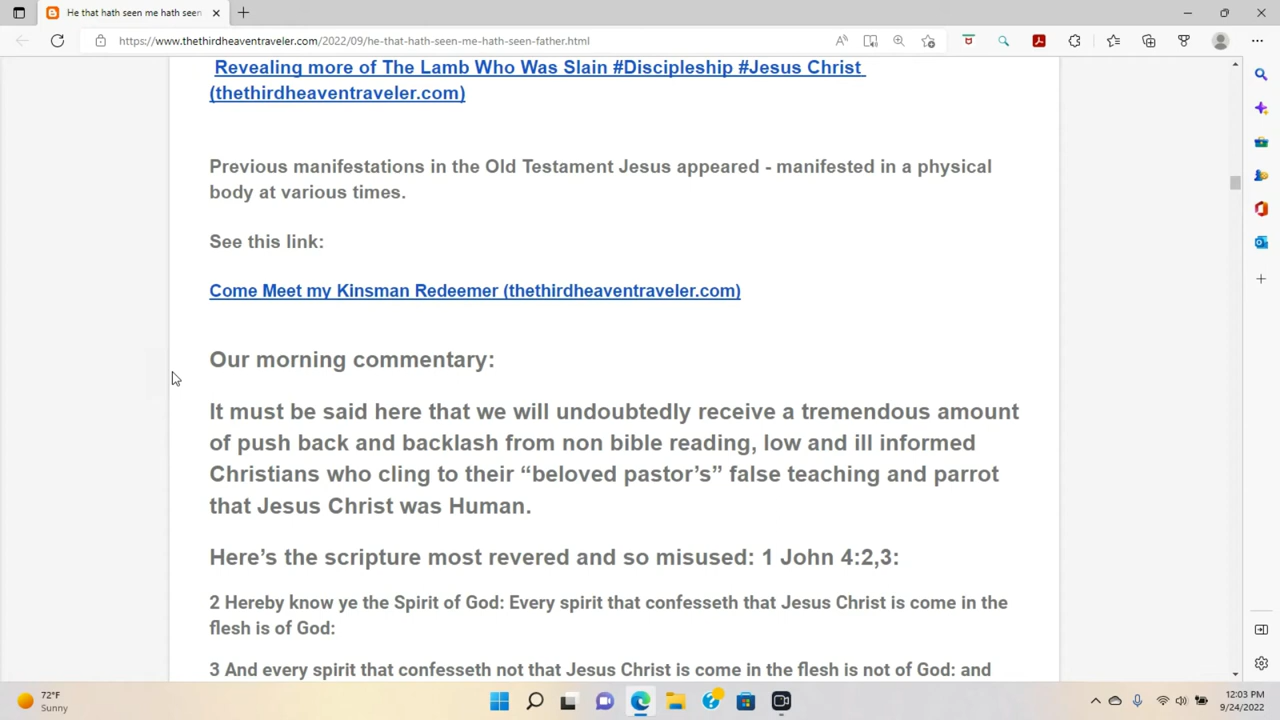 He that hath seen me hath seen
https://www.thethirdheaventraveler.com/2022/09/he-that-hath-seen-me-hath-seen-father.html
Revealing more of The Lamb Who Was Slain #Discipleship #Jesus Christ
(thethirdheaventraveler.com)
Previous manifestations in the Old Testament Jesus appeared - manifested in a physical
body at various times.
See this link:
Come Meet my Kinsman Redeemer (thethirdheaventraveler.com)
Our morning commentary:
It must be said here that we will undoubtedly receive a tremendous amount
of push back and backlash from non bible reading, low and ill informed
Christians who cling to their “beloved pastor’s” false teaching and parrot
that Jesus Christ was Human.
Here’s the scripture most revered and so misused: 1 John 4:2,3:
2 Hereby know ye the Spirit of God: Every spirit that confesseth that Jesus Christ is come in the
flesh is of God:
3 And every spirit that confesseth not that Jesus Christ is come in the flesh is not of God: and
72°F
Sunny
12:03 PM
9/24/2022